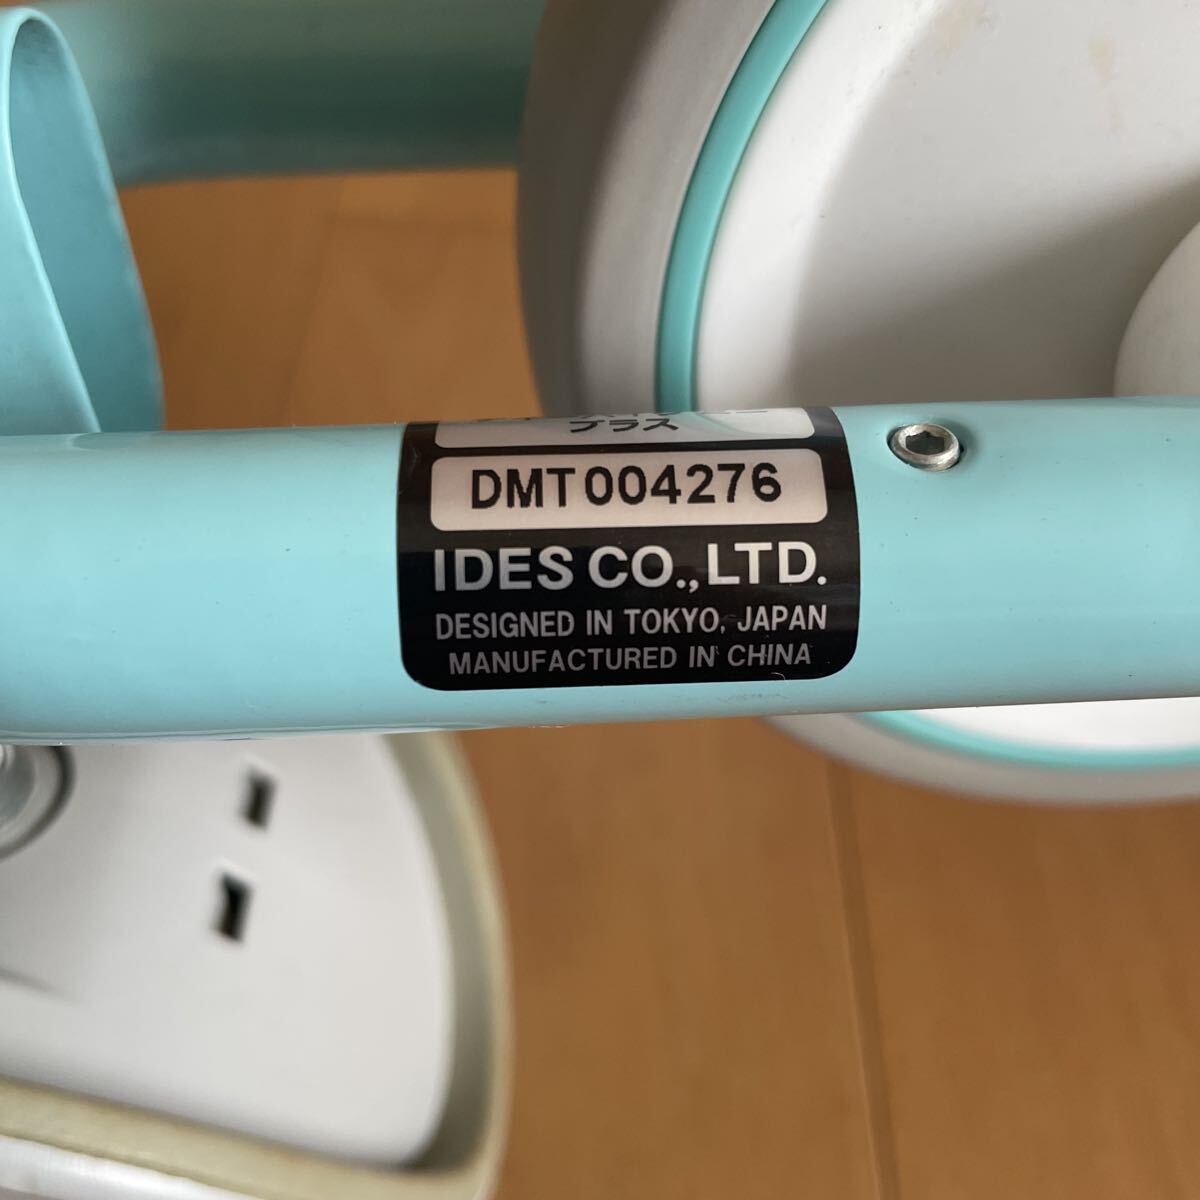 プラス
DMT004276
IDES CO., LTD.
DESIGNED IN TOKYO, JAPAN
MANUFACTURED IN CHINA